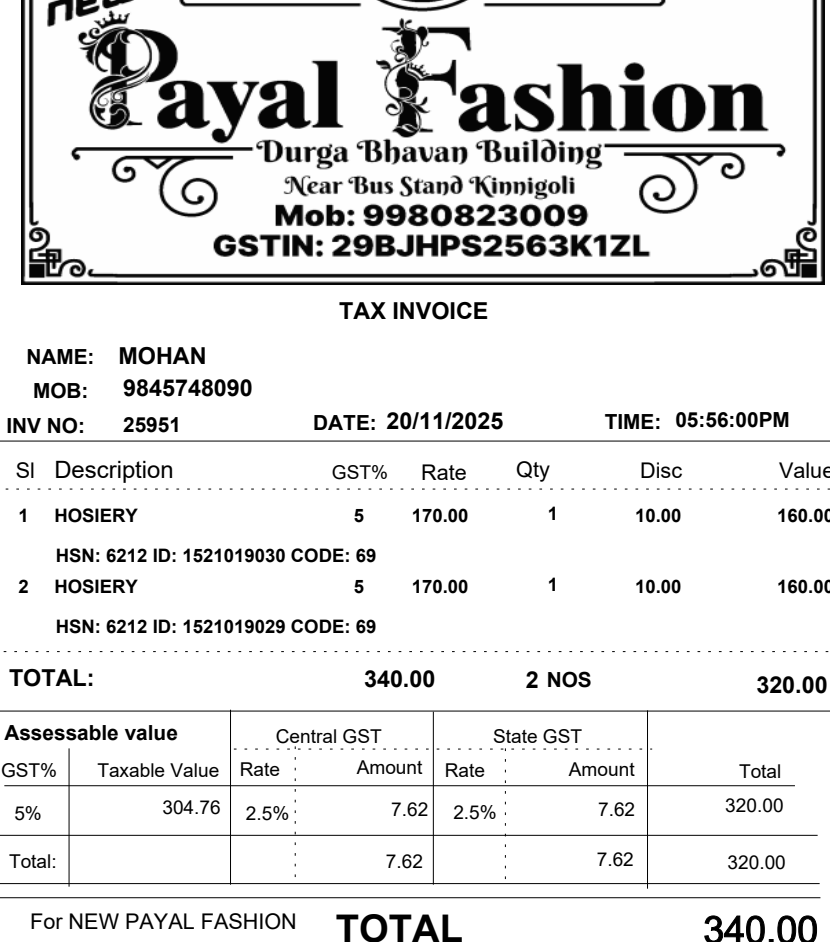 new
Payal Fashion
Durga Bhavan Building
Near Bus Stand Kinnigoli
Mob: 9980823009
GSTIN: 29BJHPS2563K1ZL
TAX INVOICE
NAME: MOHAN
MOB: 9845748090
INV NO: 25951 DATE: 20/11/2025 TIME: 05:56:00PM
Sl Description GST% Rate Qty Disc Value
1 HOSIERY 5 170.00 1 10.00 160.00
HSN: 6212 ID: 1521019030 CODE: 69
2 HOSIERY 5 170.00 1 10.00 160.00
HSN: 6212 ID: 1521019029 CODE: 69
TOTAL: 340.00 2 NOS 320.00
Assessable value Central GST State GST
GST% Taxable Value Rate Amount Rate Amount Total
5% 304.76 2.5% 7.62 2.5% 7.62 320.00
Total: 7.62 7.62 320.00
For NEW PAYAL FASHION TOTAL 340.00